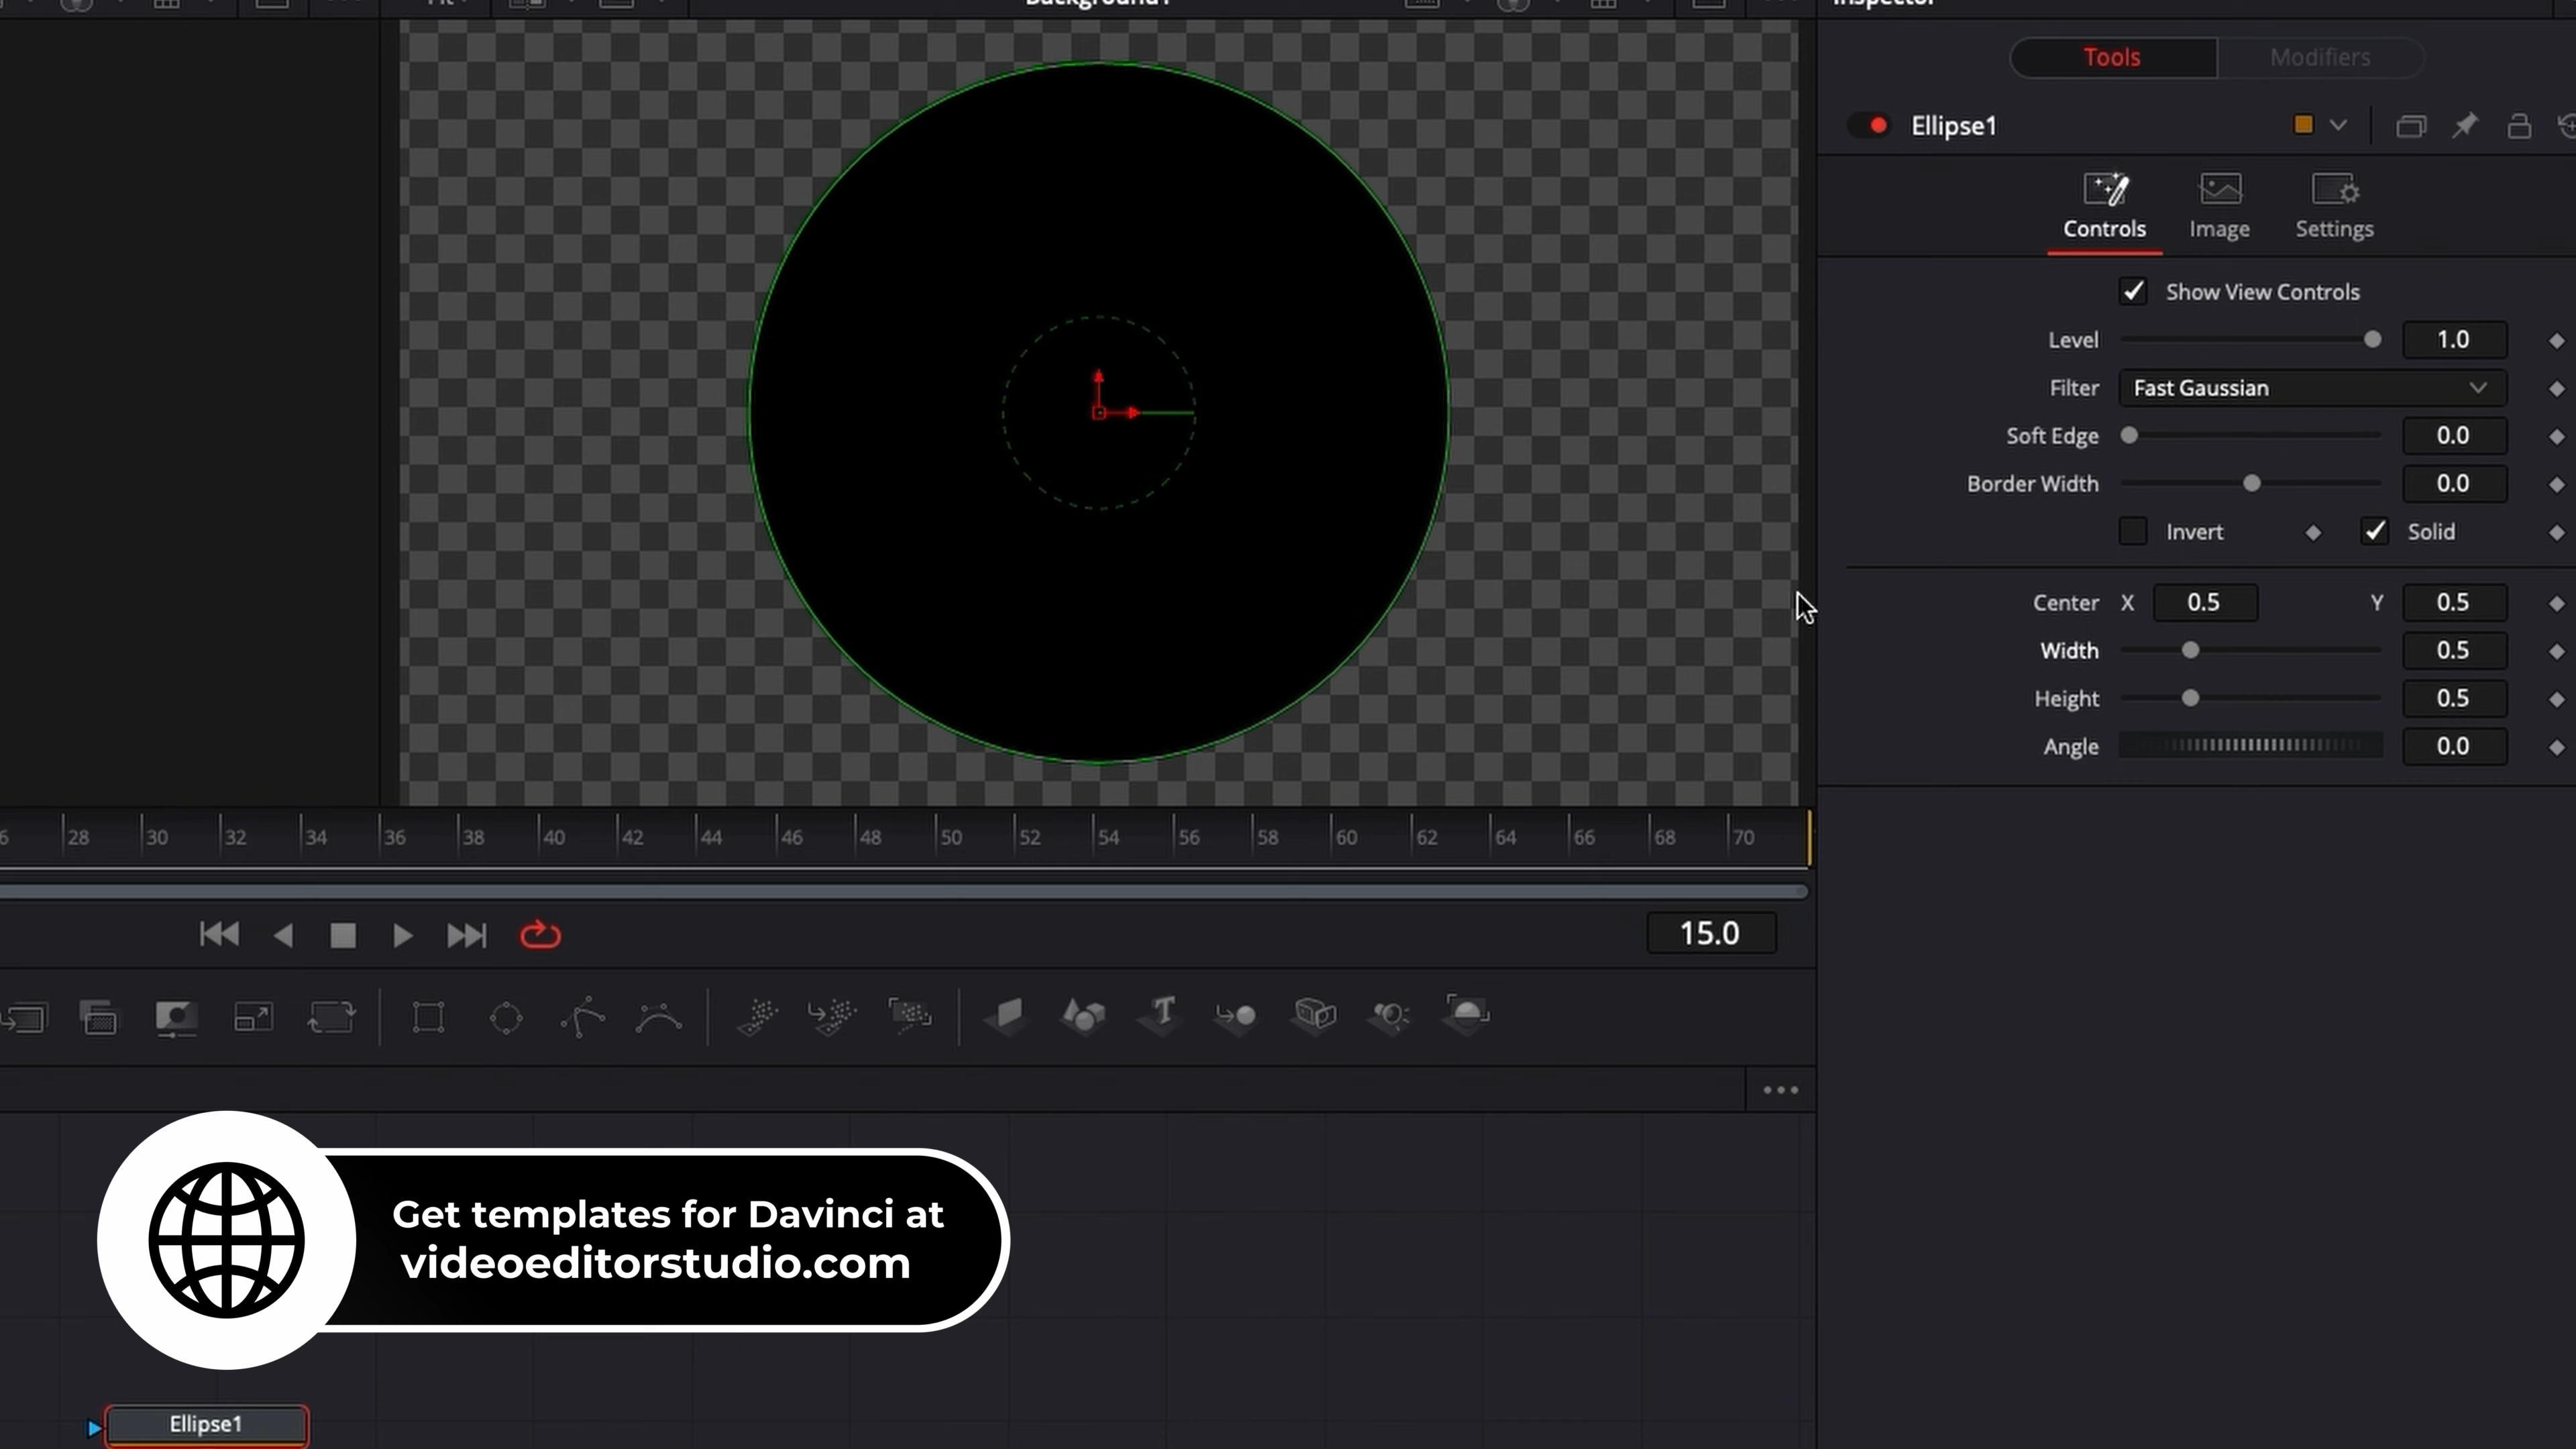 Fit
Background1
Inspector
Tools
Modifiers
Ellipse1
Controls
Image
Settings
Show View Controls
Level
1.0
Filter
Fast Gaussian
Soft Edge
0.0
Border Width
0.0
Invert
Solid
Center X 0.5 Y 0.5
Width
0.5
Height
0.5
Angle
0.0
28 30 32 34 36 38 40 42 44 46 48 50 52 54 56 58 60 62 64 66 68 70
15.0
Get templates for Davinci at
videoeditorstudio.com
Ellipse1